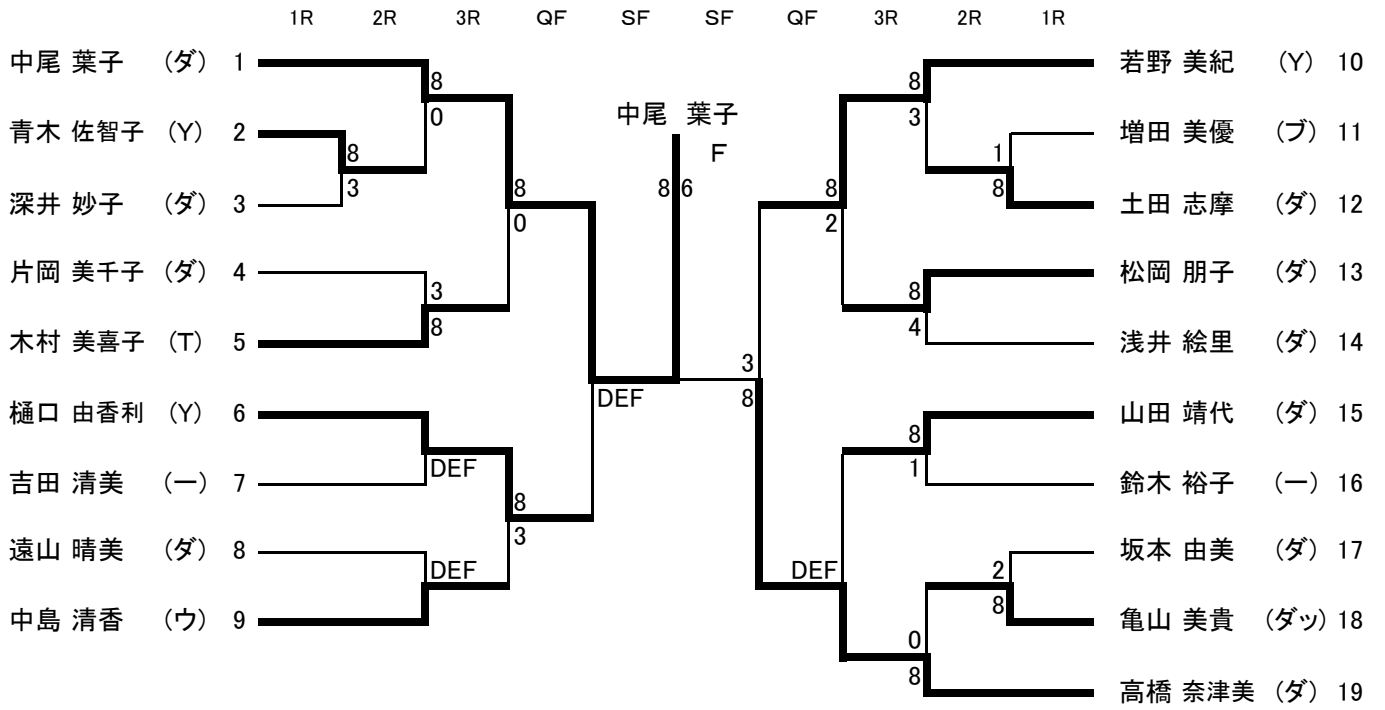 1R 2R 3R QF SF SF QF 3R 2R 1R
中尾 葉子 (ダ) 1
青木 佐智子 (Y) 2
深井 妙子 (ダ) 3
片岡 美千子 (ダ) 4
木村 美喜子 (T) 5
樋口 由香利 (Y) 6
吉田 清美 (一) 7
遠山 晴美 (ダ) 8
中島 清香 (ウ) 9
8
0
8
3
8
0
3
8
DEF
8
3
DEF
DEF
中尾 葉子
F
8 6
3
8
8
3
1
8
8
2
8
4
8
1
DEF
2
8
0
8
若野 美紀 (Y) 10
増田 美優 (ブ) 11
土田 志摩 (ダ) 12
松岡 朋子 (ダ) 13
浅井 絵里 (ダ) 14
山田 靖代 (ダ) 15
鈴木 裕子 (一) 16
坂本 由美 (ダ) 17
亀山 美貴 (ダッ) 18
高橋 奈津美 (ダ) 19